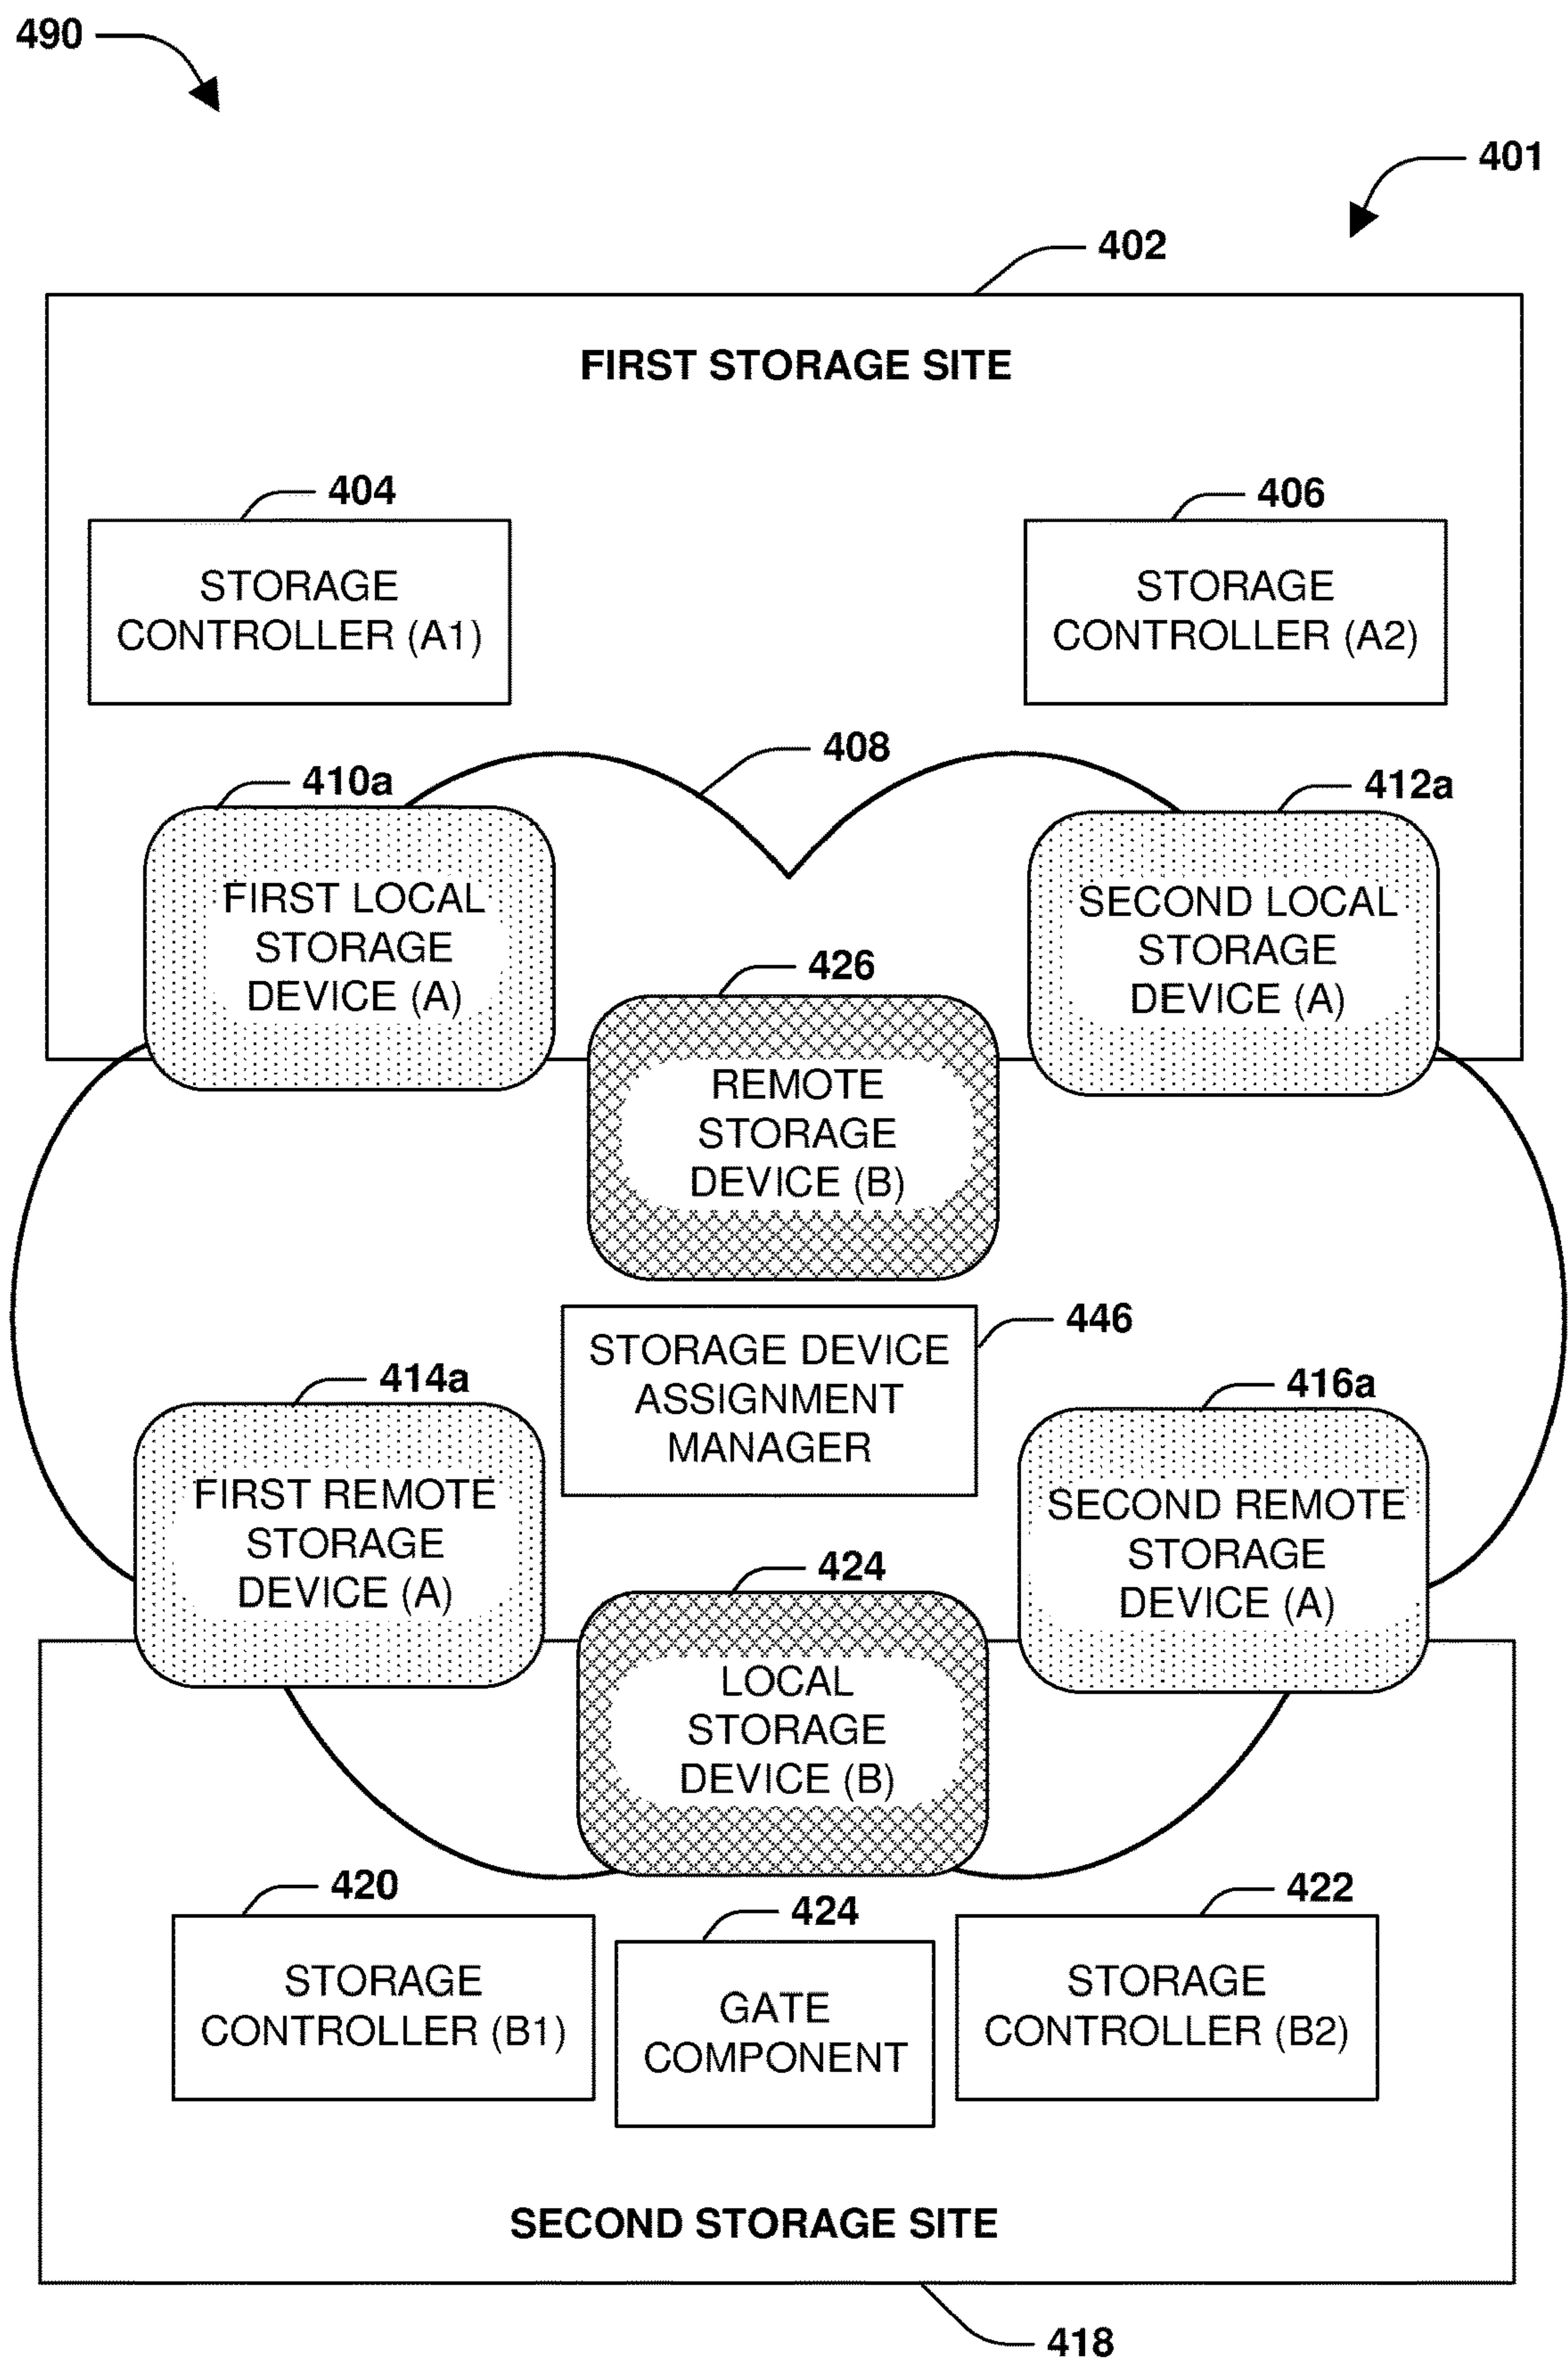 490
401
402
FIRST STORAGE SITE
404
406
STORAGE
CONTROLLER (A1)
STORAGE
CONTROLLER (A2)
408
410a
412a
FIRST LOCAL
STORAGE
DEVICE (A)
SECOND LOCAL
STORAGE
DEVICE (A)
426
REMOTE
STORAGE
DEVICE (B)
446
STORAGE DEVICE
ASSIGNMENT
MANAGER
414a
416a
FIRST REMOTE
STORAGE
DEVICE (A)
SECOND REMOTE
STORAGE
DEVICE (A)
424
LOCAL
STORAGE
DEVICE (B)
420
424
422
STORAGE
CONTROLLER (B1)
GATE
COMPONENT
STORAGE
CONTROLLER (B2)
SECOND STORAGE SITE
418